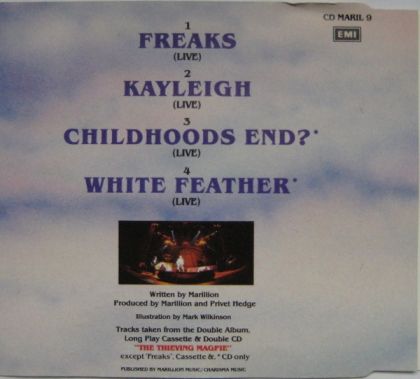 CD MARIL 9
EMI
1
FREAKS
(LIVE)
2
KAYLEIGH
(LIVE)
3
CHILDHOODS END?*
(LIVE)
4
WHITE FEATHER*
(LIVE)
Written by Marillion
Produced by Marillion and Privet Hedge
Illustration by Mark Wilkinson
Tracks taken from the Double Album,
Long Play Cassette & Double CD
"THE THIEVING MAGPIE"
except 'Freaks'. Cassette & * CD only
PUBLISHED BY MARILLION MUSIC/CHARISMA MUSIC